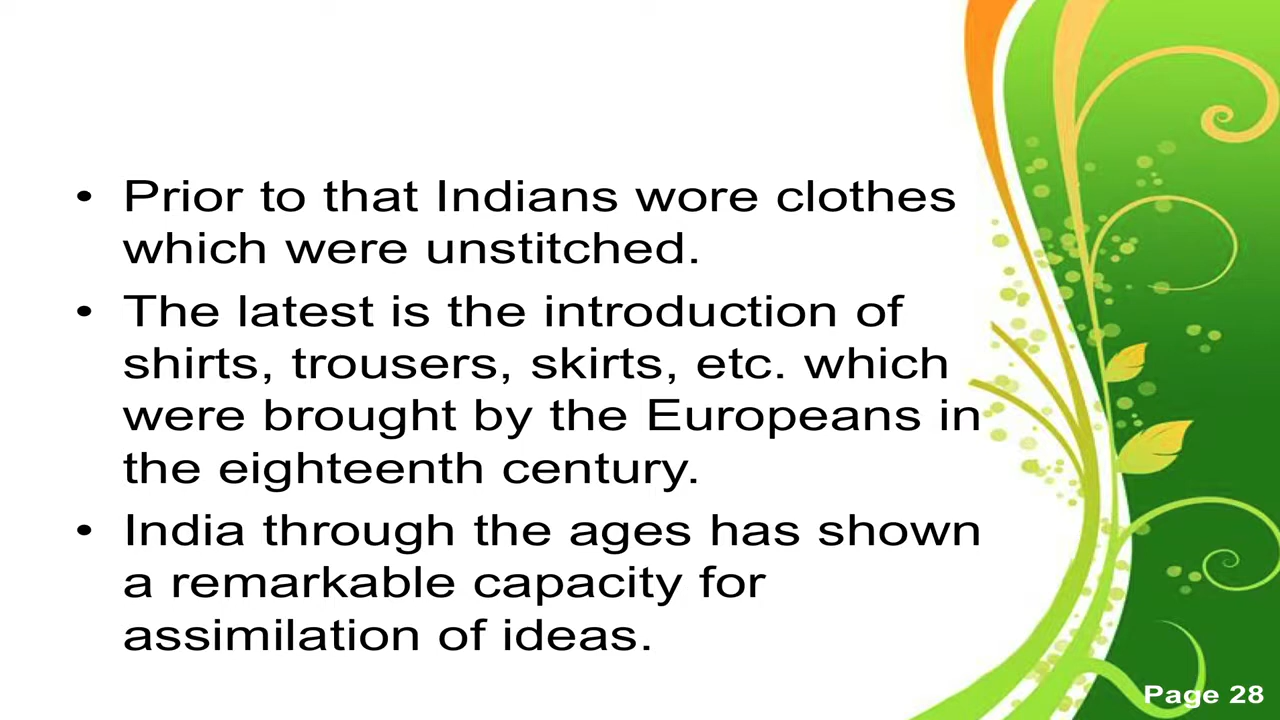 • Prior to that Indians wore clothes
which were unstitched.
• The latest is the introduction of
shirts, trousers, skirts, etc. which
were brought by the Europeans in
the eighteenth century.
• India through the ages has shown
a remarkable capacity for
assimilation of ideas.
Page 28